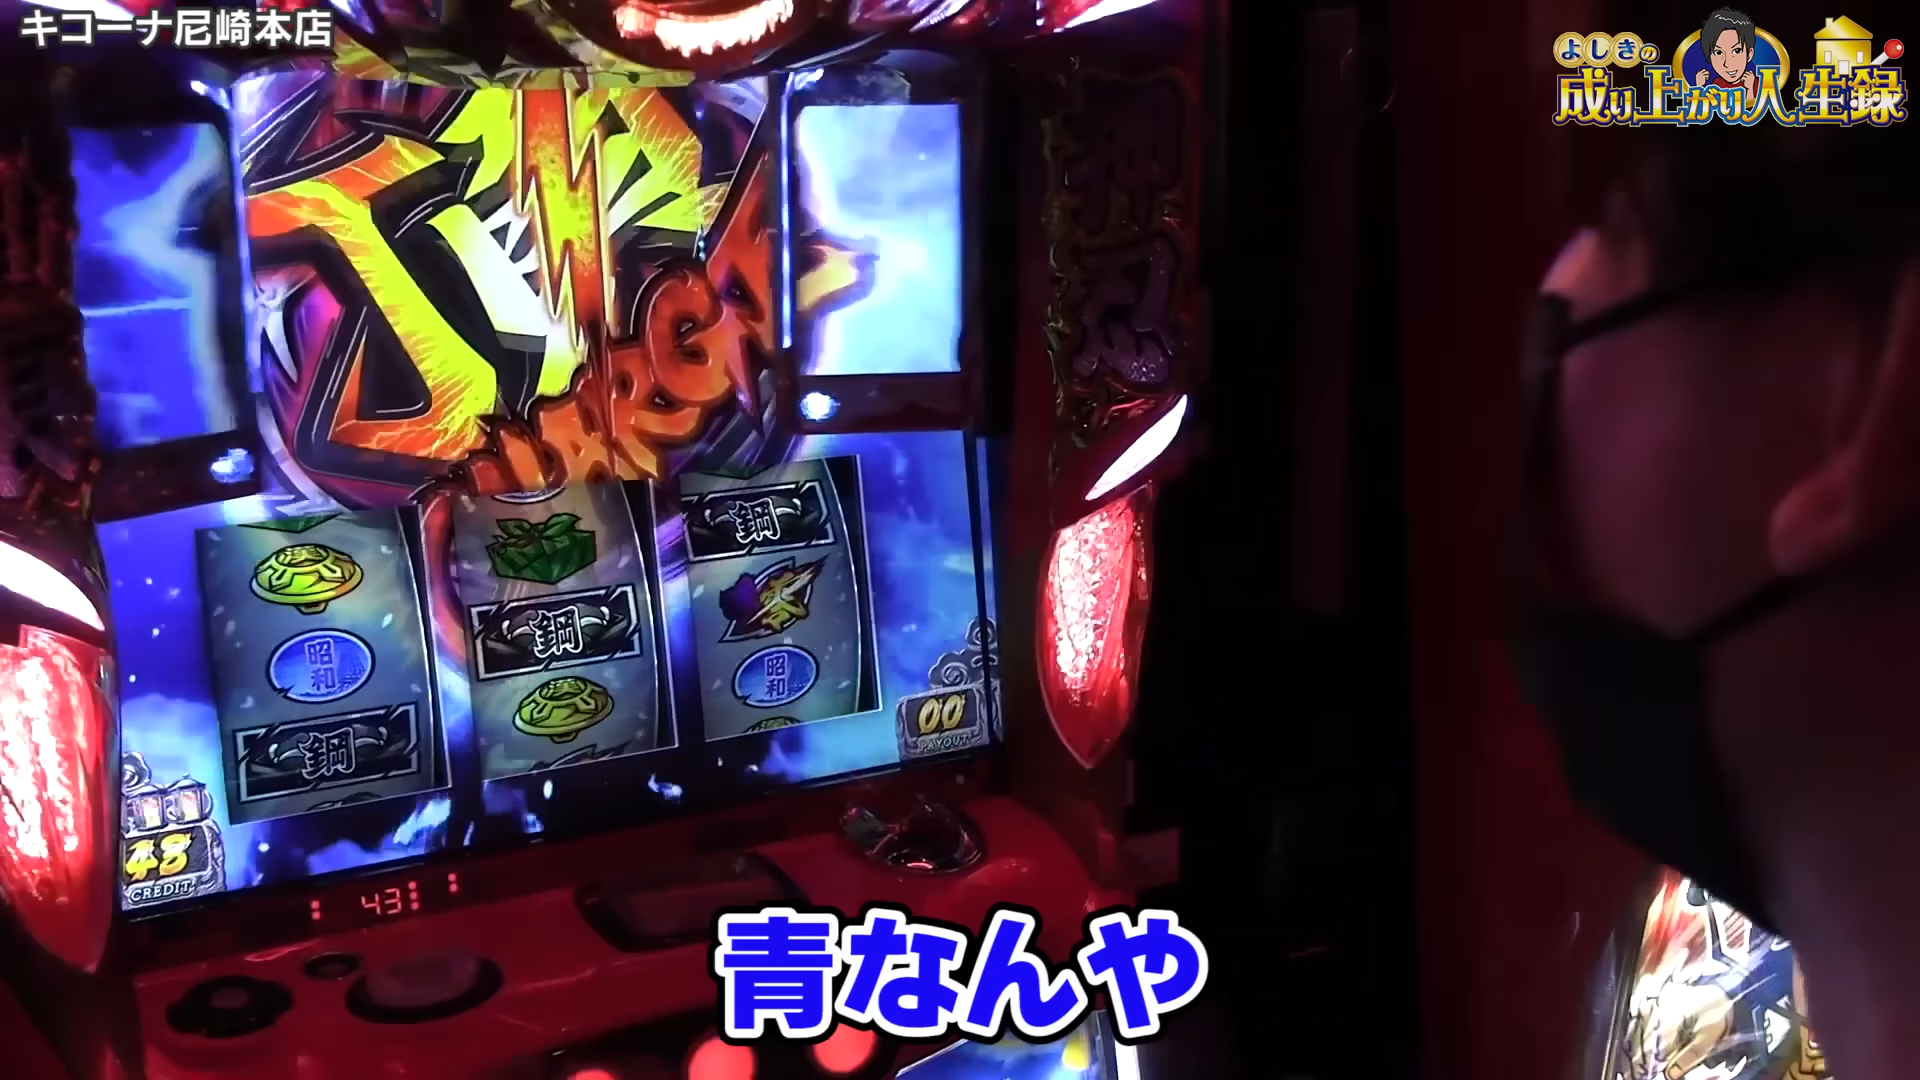 キコーナ尼崎本店
よしきの
成り上がり人生録
鋼
鋼
昭和
昭和
鋼
00
PAYOUT
43
CREDIT
43
青なんや